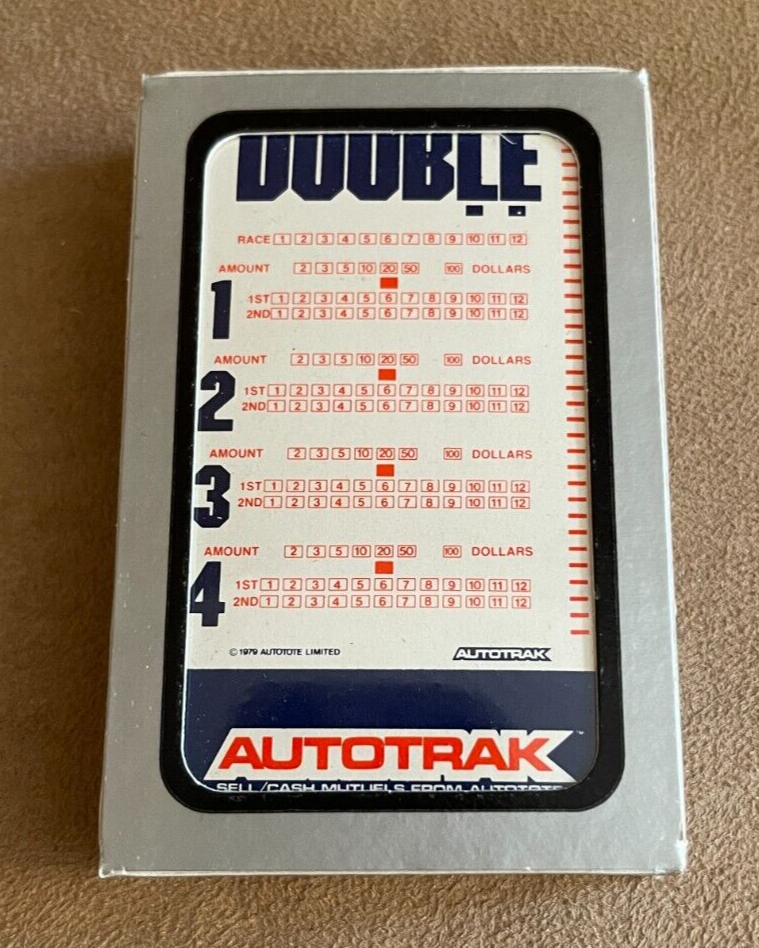 DOUBLE
RACE 1 2 3 4 5 6 7 8 9 10 11 12
AMOUNT 2 3 5 10 20 50 100 DOLLARS
1
1ST 1 2 3 4 5 6 7 8 9 10 11 12
2ND 1 2 3 4 5 6 7 8 9 10 11 12
AMOUNT 2 3 5 10 20 50 100 DOLLARS
2
1ST 1 2 3 4 5 6 7 8 9 10 11 12
2ND 1 2 3 4 5 6 7 8 9 10 11 12
AMOUNT 2 3 5 10 20 50 100 DOLLARS
3
1ST 1 2 3 4 5 6 7 8 9 10 11 12
2ND 1 2 3 4 5 6 7 8 9 10 11 12
AMOUNT 2 3 5 10 20 50 100 DOLLARS
4
1ST 1 2 3 4 5 6 7 8 9 10 11 12
2ND 1 2 3 4 5 6 7 8 9 10 11 12
© 1979 AUTOTOTE LIMITED AUTOTRAK
AUTOTRAK
SELL/CASH MUTUELS FROM AUTOTOTE